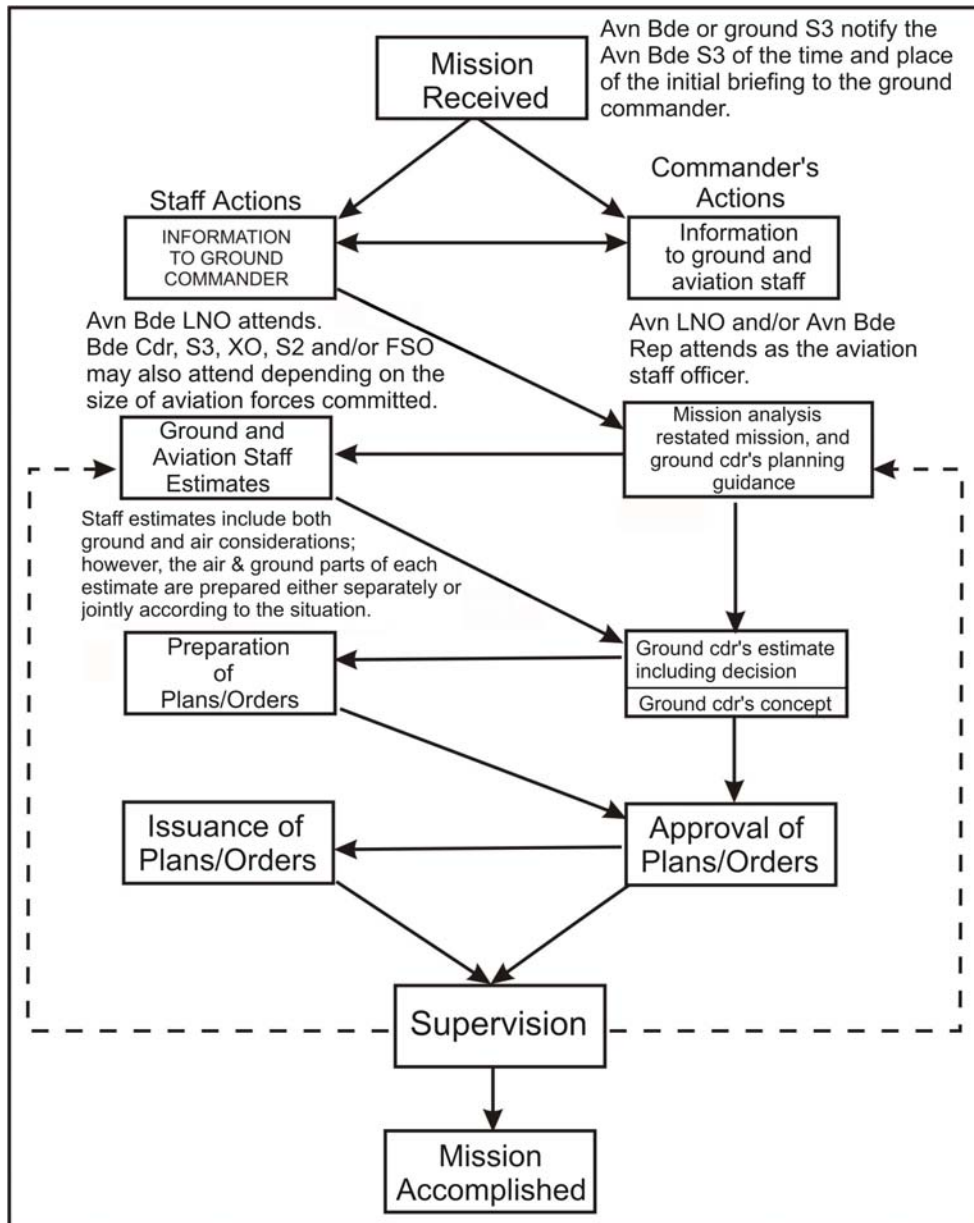 Avn Bde or ground S3 notify the
Avn Bde S3 of the time and place
of the initial briefing to the ground
commander.
Mission
Received
Staff Actions
Commander's
Actions
INFORMATION
TO GROUND
COMMANDER
Information
to ground and
aviation staff
Avn Bde LNO attends.
Bde Cdr, S3, XO, S2 and/or FSO
may also attend depending on the
size of aviation forces committed.
Avn LNO and/or Avn Bde
Rep attends as the aviation
staff officer.
Ground and
Aviation Staff
Estimates
Mission analysis
restated mission, and
ground cdr's planning
guidance
Staff estimates include both
ground and air considerations;
however, the air & ground parts of each
estimate are prepared either separately or
jointly according to the situation.
Preparation
of
Plans/Orders
Ground cdr's estimate
including decision
Ground cdr's concept
Issuance of
Plans/Orders
Approval of
Plans/Orders
Supervision
Mission
Accomplished